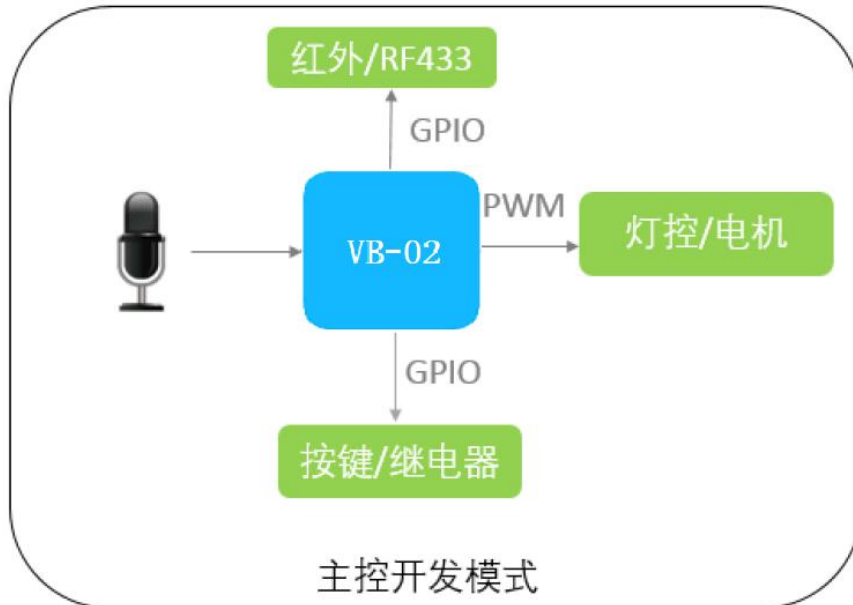 红外/RF433
GPIO
PWM
VB-02
灯控/电机
GPIO
按键/继电器
主控开发模式